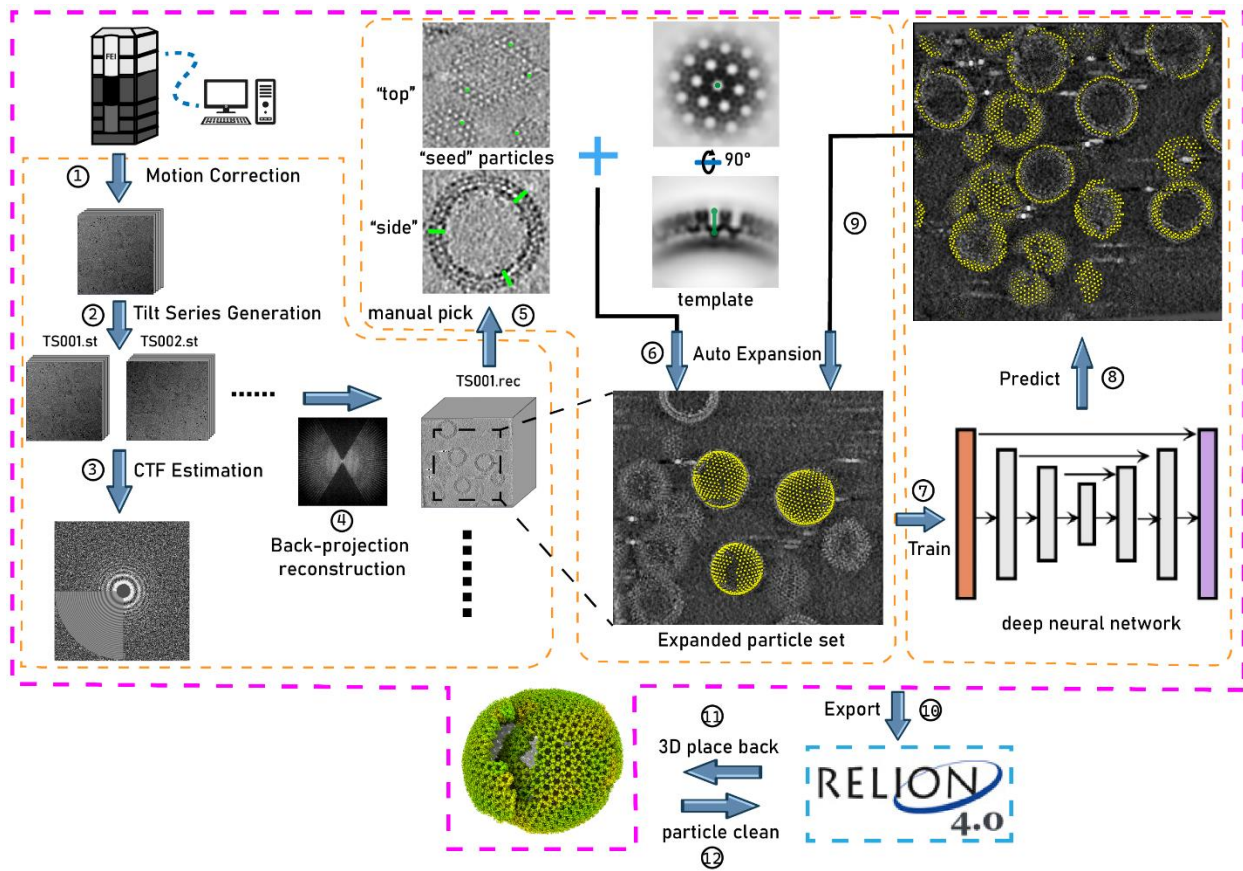 FEI
①
Motion Correction
②
Tilt Series Generation
TS001.st
TS002.st
......
③
CTF Estimation
④
Back-projection
reconstruction
“top”
“seed” particles
“side”
manual pick
⑤
TS001.rec
90°
template
⑥
Auto Expansion
⑨
Expanded particle set
⑦
Train
Predict
⑧
deep neural network
Export
⑩
⑪
3D place back
particle clean
⑫
RELION
4.0